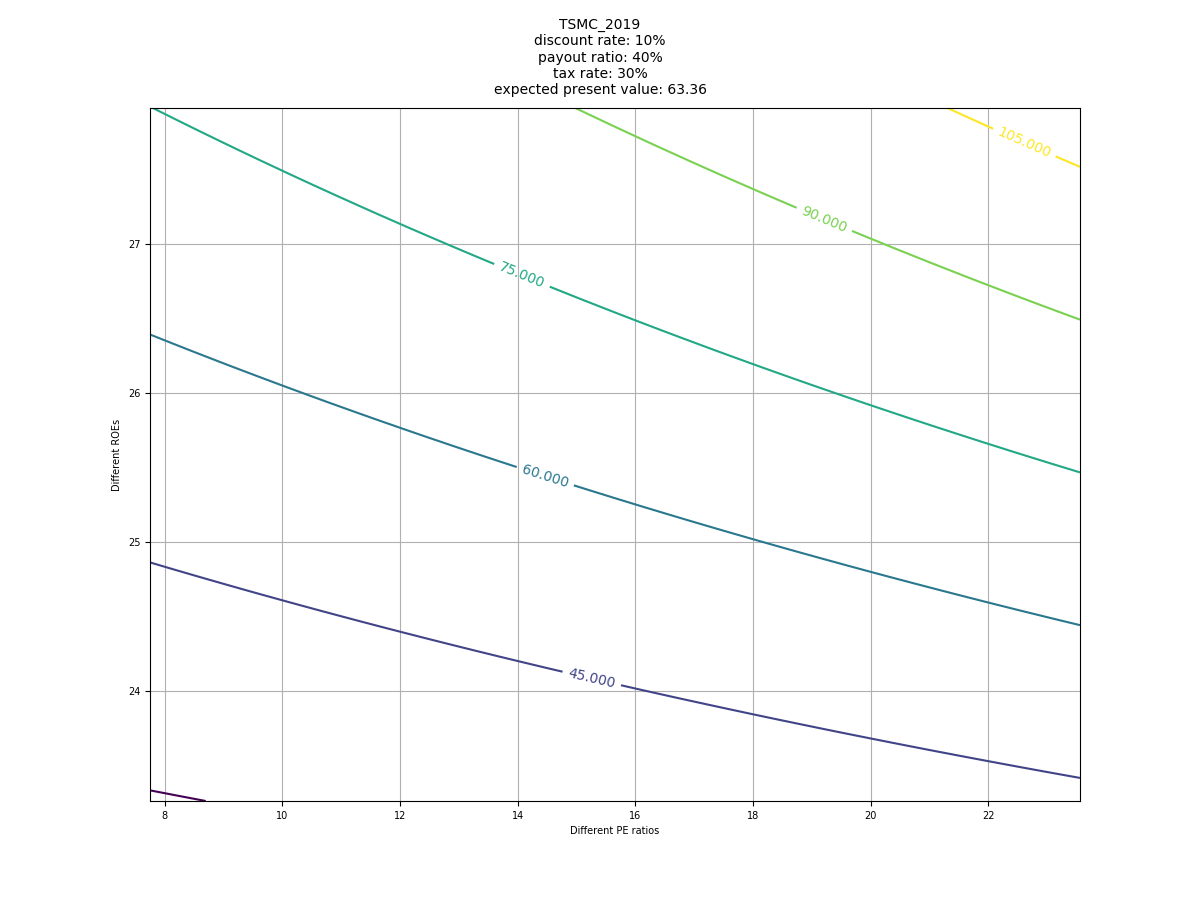 TSMC_2019
discount rate: 10%
payout ratio: 40%
tax rate: 30%
expected present value: 63.36
105.000
90.000
75.000
60.000
45.000
27
26
25
24
Different ROEs
8 10 12 14 16 18 20 22
Different PE ratios